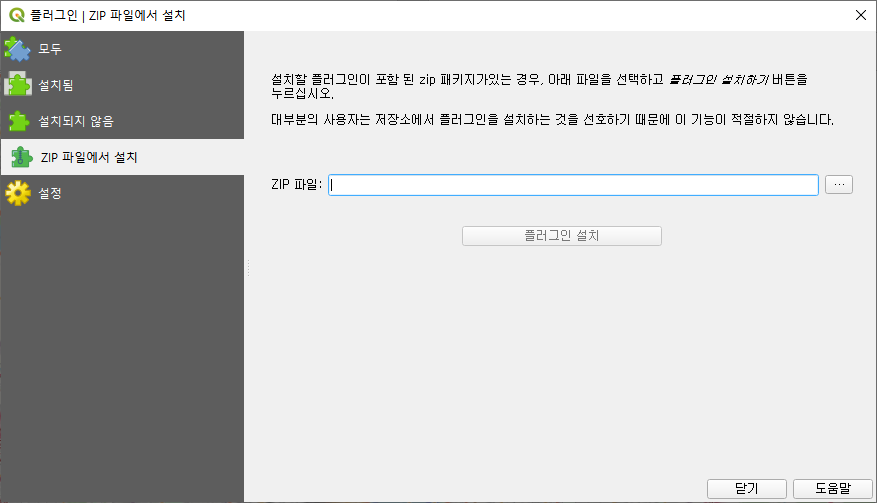 플러그인 | ZIP 파일에서 설치
모두
설치됨
설치되지 않음
ZIP 파일에서 설치
설정
설치할 플러그인이 포함 된 zip 패키지가있는 경우, 아래 파일을 선택하고 플러그인 설치하기 버튼을
누르십시오.
대부분의 사용자는 저장소에서 플러그인을 설치하는 것을 선호하기 때문에 이 기능이 적절하지 않습니다.
ZIP 파일:
...
플러그인 설치
닫기
도움말